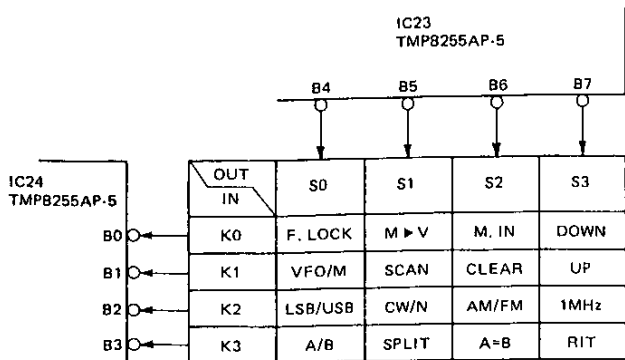 IC23
TMP8255AP-5
B4 B5 B6 B7
IC24
TMP8255AP-5
OUT
IN
S0 S1 S2 S3
B0 K0 F. LOCK M ▶ V M. IN DOWN
B1 K1 VFO/M SCAN CLEAR UP
B2 K2 LSB/USB CW/N AM/FM 1MHz
B3 K3 A/B SPLIT A=B RIT